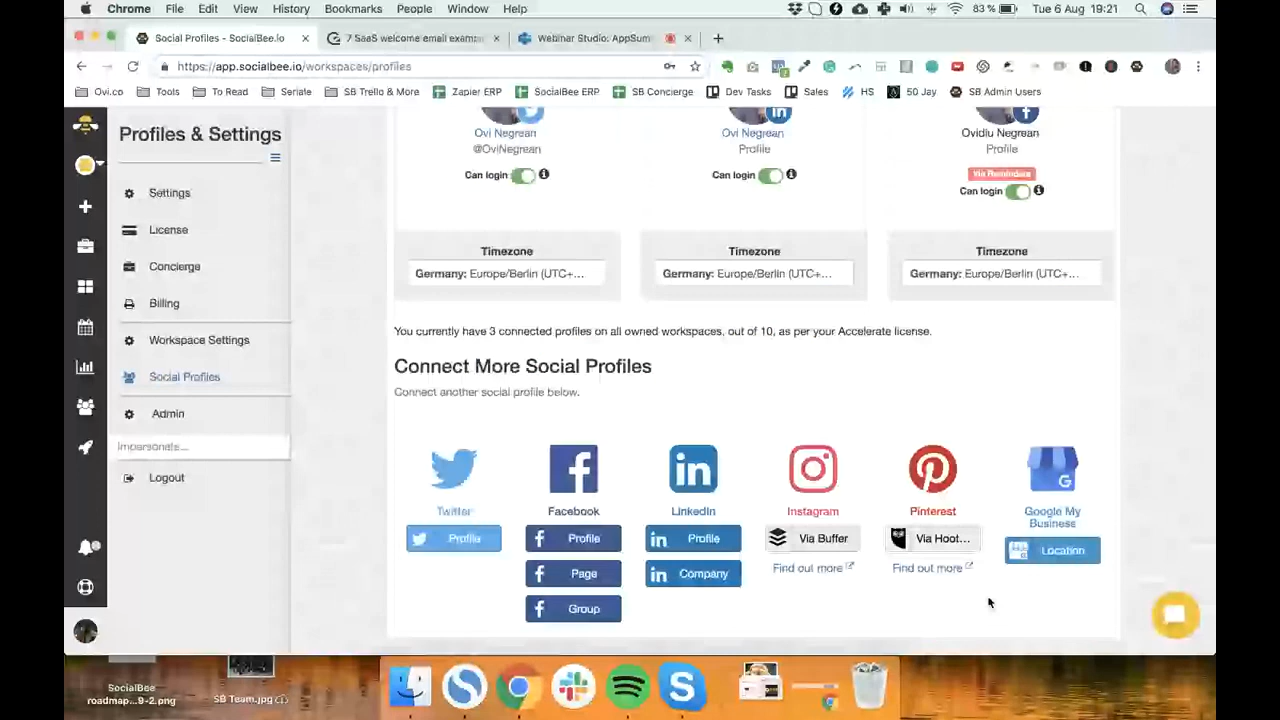 Chrome File Edit View History Bookmarks People Window Help 83 % Tue 6 Aug 19:21
Social Profiles - SocialBee.io 7 SaaS welcome email exam Webinar Studio: AppSum
https://app.socialbee.io/workspaces/profiles
Ovi.co Tools To Read Seriale SB Trello & More Zapier ERP SocialBee ERP SB Concierge Dev Tasks Sales HS 50 Jay SB Admin Users
Profiles & Settings
Settings
License
Concierge
Billing
Workspace Settings
Social Profiles
Admin
Impersonate...
Logout
Ovi Negrean Ovi Negrean Ovidiu Negrean
@OviNegrean Profile Profile
Via Reminders
Can login Can login Can login
Timezone Timezone Timezone
Germany: Europe/Berlin (UTC+... Germany: Europe/Berlin (UTC+... Germany: Europe/Berlin (UTC+...
You currently have 3 connected profiles on all owned workspaces, out of 10, as per your Accelerate license.
Connect More Social Profiles
Connect another social profile below.
Twitter Facebook LinkedIn Instagram Pinterest Google My Business
Profile Profile Profile Via Buffer Via Hoot... Location
Page Company Find out more Find out more
Group
SocialBee
roadmap...9-2.png SB Team.jpg